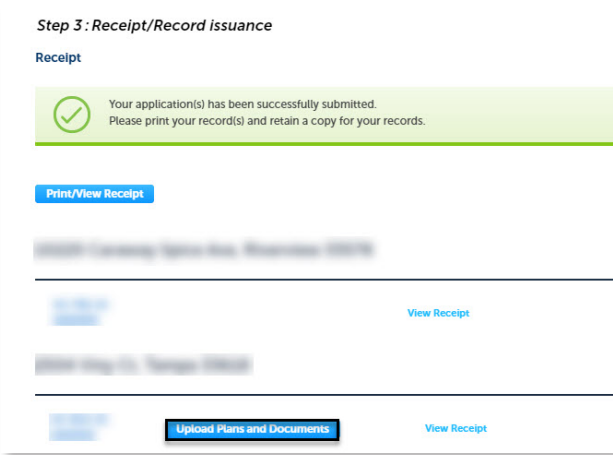 Step 3 : Receipt/Record issuance
Receipt
Your application(s) has been successfully submitted.
Please print your record(s) and retain a copy for your records.
Print/View Receipt
View Receipt
Upload Plans and Documents
View Receipt